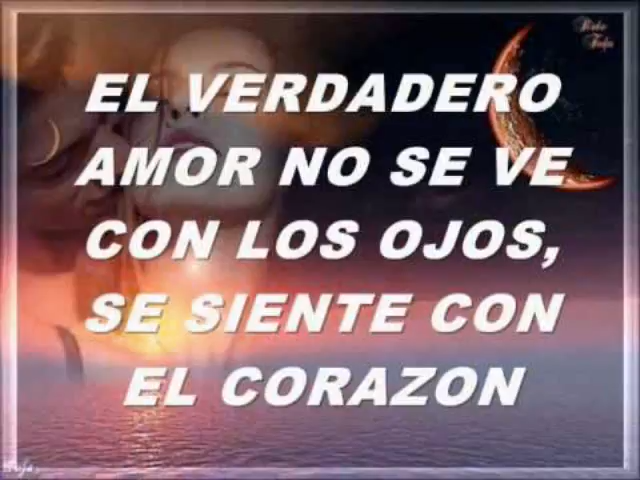 EL VERDADERO
AMOR NO SE VE
CON LOS OJOS,
SE SIENTE CON
EL CORAZON